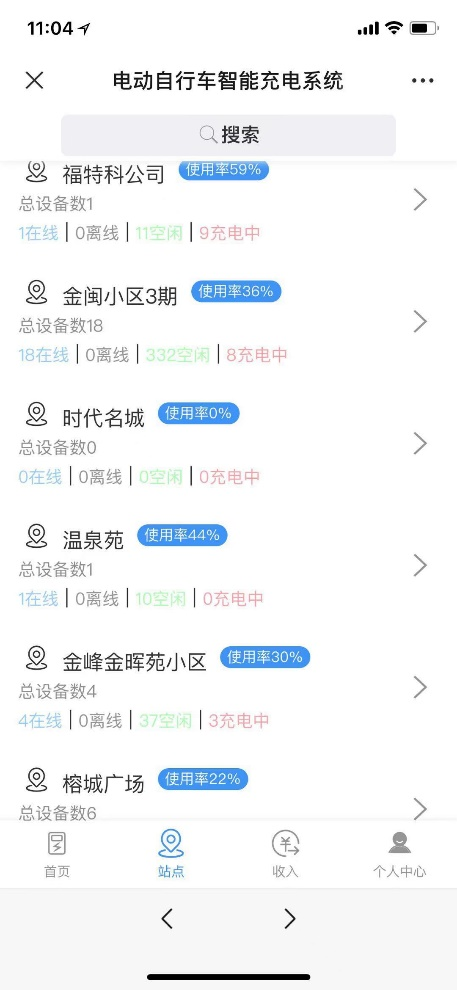 11:04
电动自行车智能充电系统
搜索
福特科公司 使用率59%
总设备数1
1在线 | 0离线 | 11空闲 | 9充电中
金闽小区3期 使用率36%
总设备数18
18在线 | 0离线 | 332空闲 | 8充电中
时代名城 使用率0%
总设备数0
0在线 | 0离线 | 0空闲 | 0充电中
温泉苑 使用率44%
总设备数1
1在线 | 0离线 | 10空闲 | 0充电中
金峰金晖苑小区 使用率30%
总设备数4
4在线 | 0离线 | 37空闲 | 3充电中
榕城广场 使用率22%
总设备数6
首页 站点 收入 个人中心